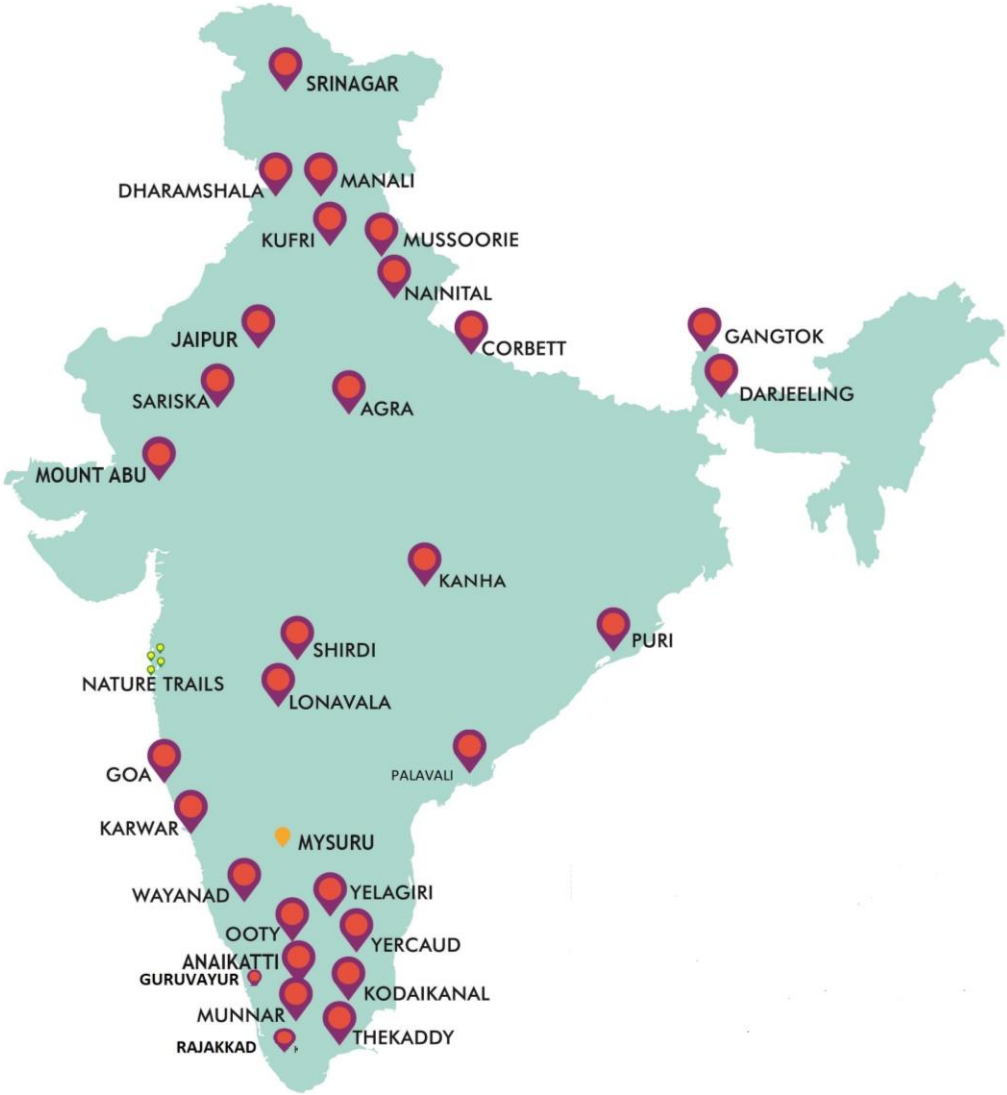 SRINAGAR
DHARAMSHALA
MANALI
KUFRI
MUSSOORIE
NAINITAL
JAIPUR
CORBETT
GANGTOK
SARISKA
AGRA
DARJEELING
MOUNT ABU
KANHA
SHIRDI
PURI
NATURE TRAILS
LONAVALA
GOA
PALAVALI
KARWAR
MYSURU
WAYANAD
YELAGIRI
OOTY
YERCAUD
ANAIKATTI
GURUVAYUR
KODAIKANAL
MUNNAR
THEKADDY
RAJAKKAD